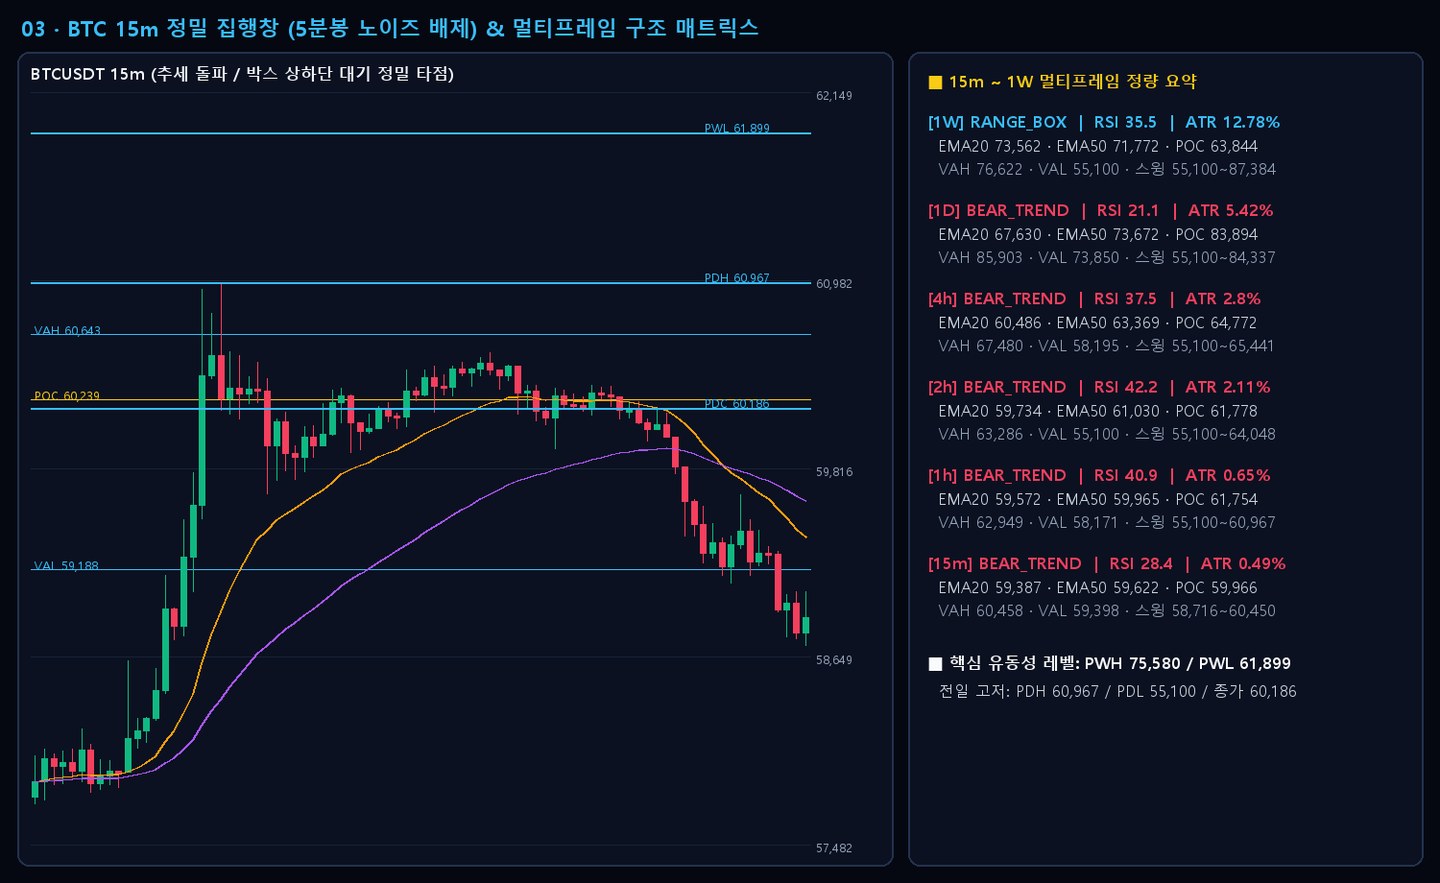 03 · BTC 15m 정밀 집행창 (5분봉 노이즈 배제) & 멀티프레임 구조 매트릭스
BTCUSDT 15m (추세 돌파 / 박스 상하단 대기 정밀 타점)
62,149
PWL 61,899
PDH 60,967
60,982
VAH 60,643
POC 60,239
PDC 60,186
59,816
VAL 59,188
58,649
57,482
■ 15m ~ 1W 멀티프레임 정량 요약
[1W] RANGE_BOX | RSI 35.5 | ATR 12.78%
EMA20 73,562 · EMA50 71,772 · POC 63,844
VAH 76,622 · VAL 55,100 · 스윙 55,100~87,384
[1D] BEAR_TREND | RSI 21.1 | ATR 5.42%
EMA20 67,630 · EMA50 73,672 · POC 83,894
VAH 85,903 · VAL 73,850 · 스윙 55,100~84,337
[4h] BEAR_TREND | RSI 37.5 | ATR 2.8%
EMA20 60,486 · EMA50 63,369 · POC 64,772
VAH 67,480 · VAL 58,195 · 스윙 55,100~65,441
[2h] BEAR_TREND | RSI 42.2 | ATR 2.11%
EMA20 59,734 · EMA50 61,030 · POC 61,778
VAH 63,286 · VAL 55,100 · 스윙 55,100~64,048
[1h] BEAR_TREND | RSI 40.9 | ATR 0.65%
EMA20 59,572 · EMA50 59,965 · POC 61,754
VAH 62,949 · VAL 58,171 · 스윙 55,100~60,967
[15m] BEAR_TREND | RSI 28.4 | ATR 0.49%
EMA20 59,387 · EMA50 59,622 · POC 59,966
VAH 60,458 · VAL 59,398 · 스윙 58,716~60,450
■ 핵심 유동성 레벨: PWH 75,580 / PWL 61,899
전일 고저: PDH 60,967 / PDL 55,100 / 종가 60,186